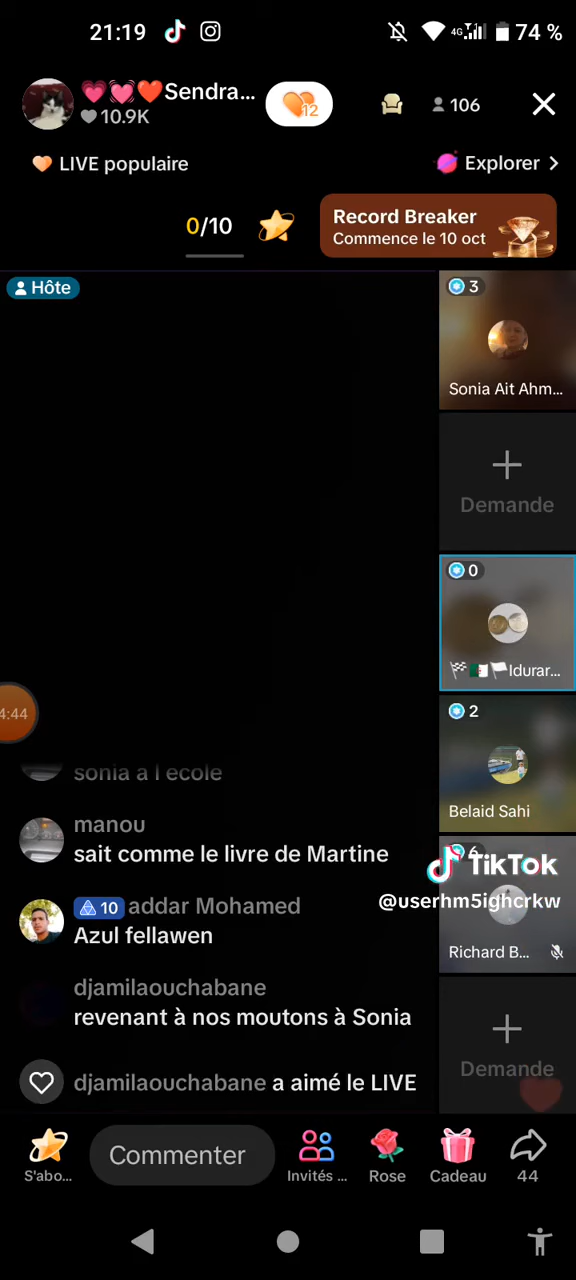 21:19
4G
74 %
💗💓❤️Sendra...
10.9K
12
106
LIVE populaire
Explorer
0/10
Record Breaker
Commence le 10 oct
Hôte
3
Sonia Ait Ahm...
Demande
0
🏁🇩🇿🏳Idurar...
4:44
2
Belaid Sahi
sonia a l ecole
manou
sait comme le livre de Martine
6
TikTok
@userhm5ighcrkw
10 addar Mohamed
Azul fellawen
Richard B...
djamilaouchabane
revenant à nos moutons à Sonia
Demande
djamilaouchabane a aimé le LIVE
Commenter
S'abo...
Invités ...
Rose
Cadeau
44